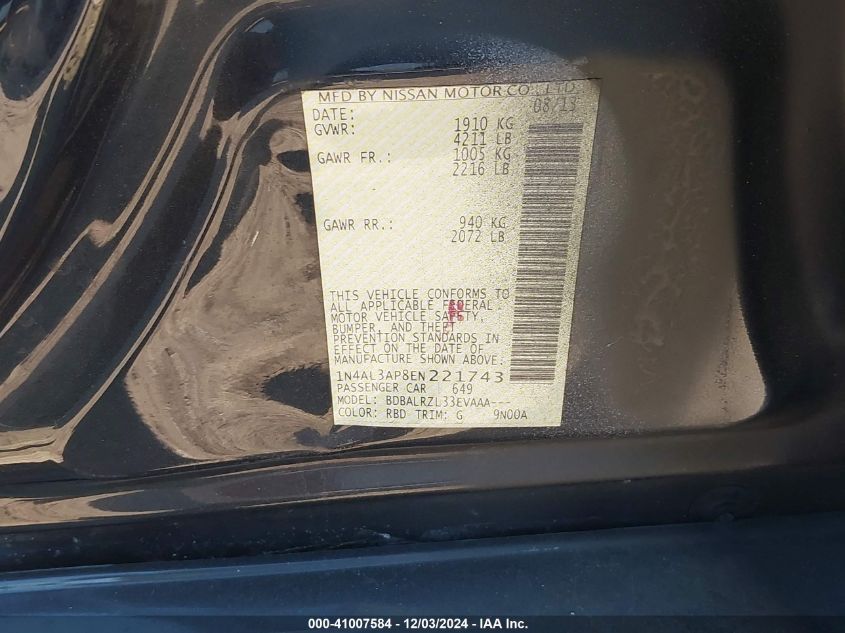 MFD BY NISSAN MOTOR CO., LTD.
DATE: 08/13
GVWR: 1910 KG
4211 LB
GAWR FR.: 1005 KG
2216 LB
GAWR RR.: 940 KG
2072 LB
THIS VEHICLE CONFORMS TO
ALL APPLICABLE FEDERAL
MOTOR VEHICLE SAFETY,
BUMPER, AND THEFT
PREVENTION STANDARDS IN
EFFECT ON THE DATE OF
MANUFACTURE SHOWN ABOVE.
1N4AL3AP8EN221743
PASSENGER CAR 649
MODEL: BDBALRZL33EVAAA---
COLOR: RBD TRIM: G 9N00A
000-41007584 - 12/03/2024 - IAA Inc.